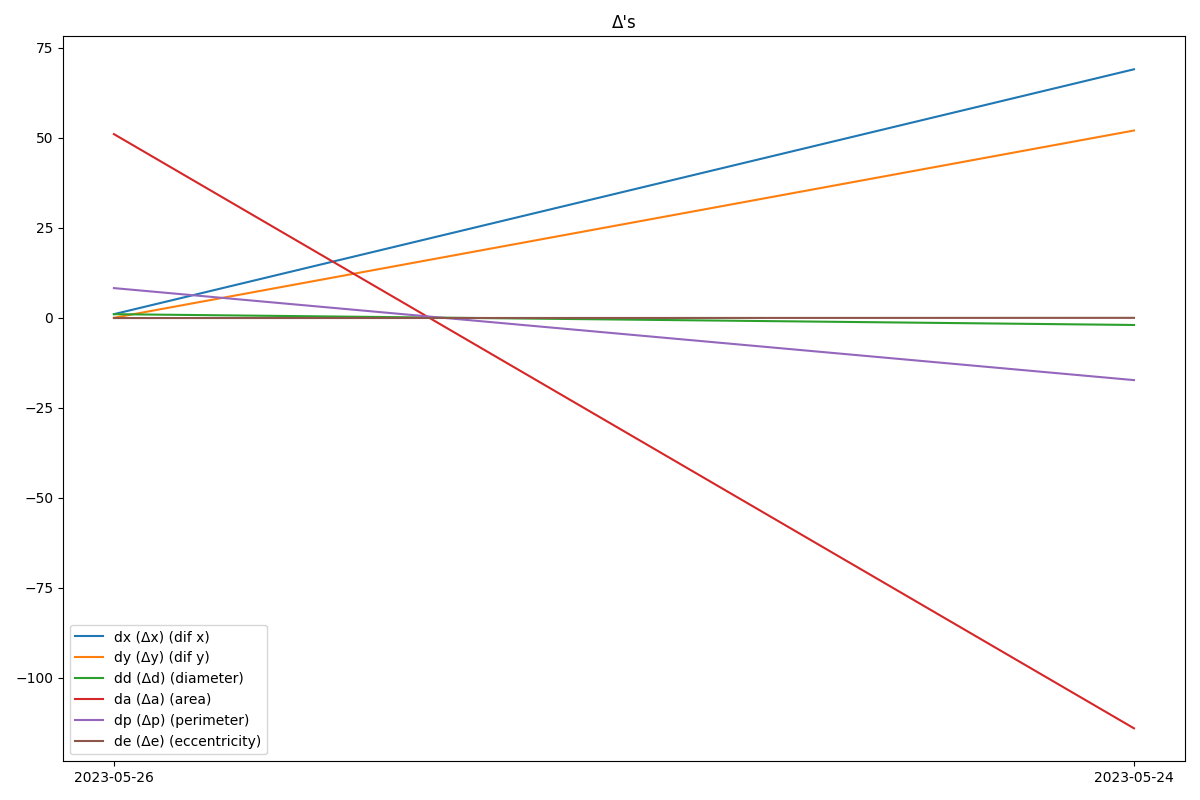 Δ's
75
50
25
0
−25
−50
−75
−100
dx (Δx) (dif x)
dy (Δy) (dif y)
dd (Δd) (diameter)
da (Δa) (area)
dp (Δp) (perimeter)
de (Δe) (eccentricity)
2023-05-26
2023-05-24